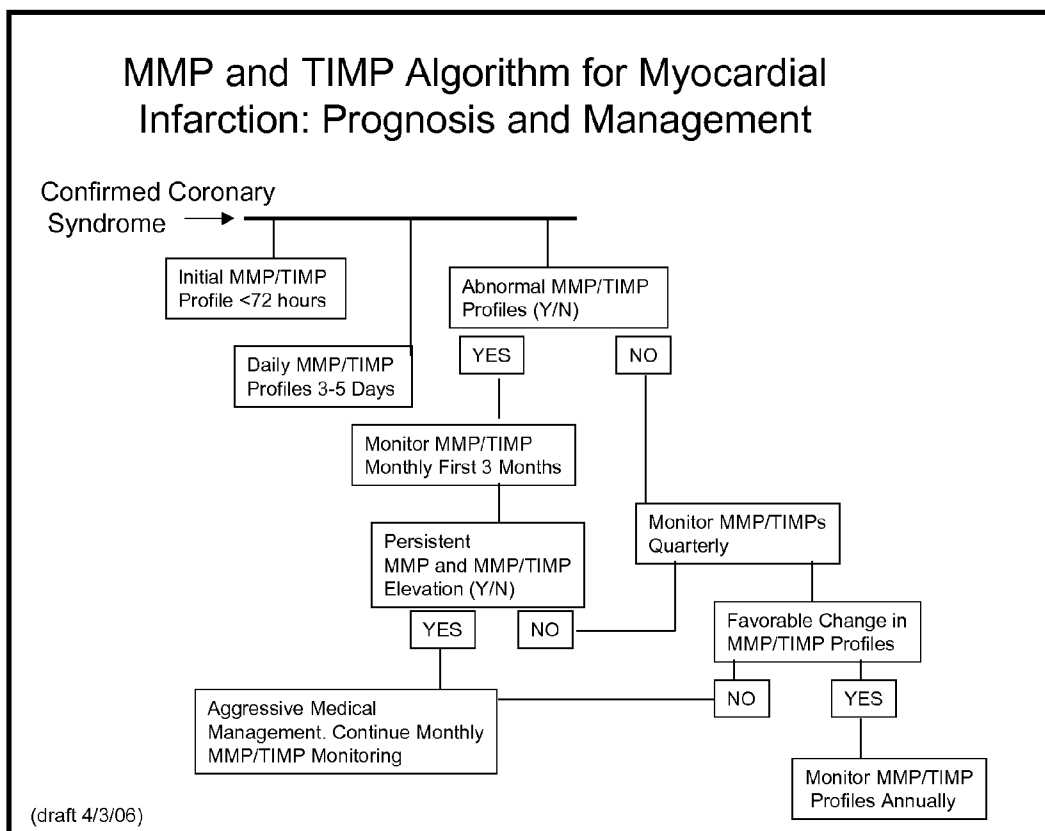 MMP and TIMP Algorithm for Myocardial
Infarction: Prognosis and Management
Confirmed Coronary
Syndrome
Initial MMP/TIMP
Profile <72 hours
Abnormal MMP/TIMP
Profiles (Y/N)
YES
NO
Daily MMP/TIMP
Profiles 3-5 Days
Monitor MMP/TIMP
Monthly First 3 Months
Persistent
MMP and MMP/TIMP
Elevation (Y/N)
Monitor MMP/TIMPs
Quarterly
YES
NO
Favorable Change in
MMP/TIMP Profiles
NO
YES
Aggressive Medical
Management. Continue Monthly
MMP/TIMP Monitoring
Monitor MMP/TIMP
Profiles Annually
(draft 4/3/06)